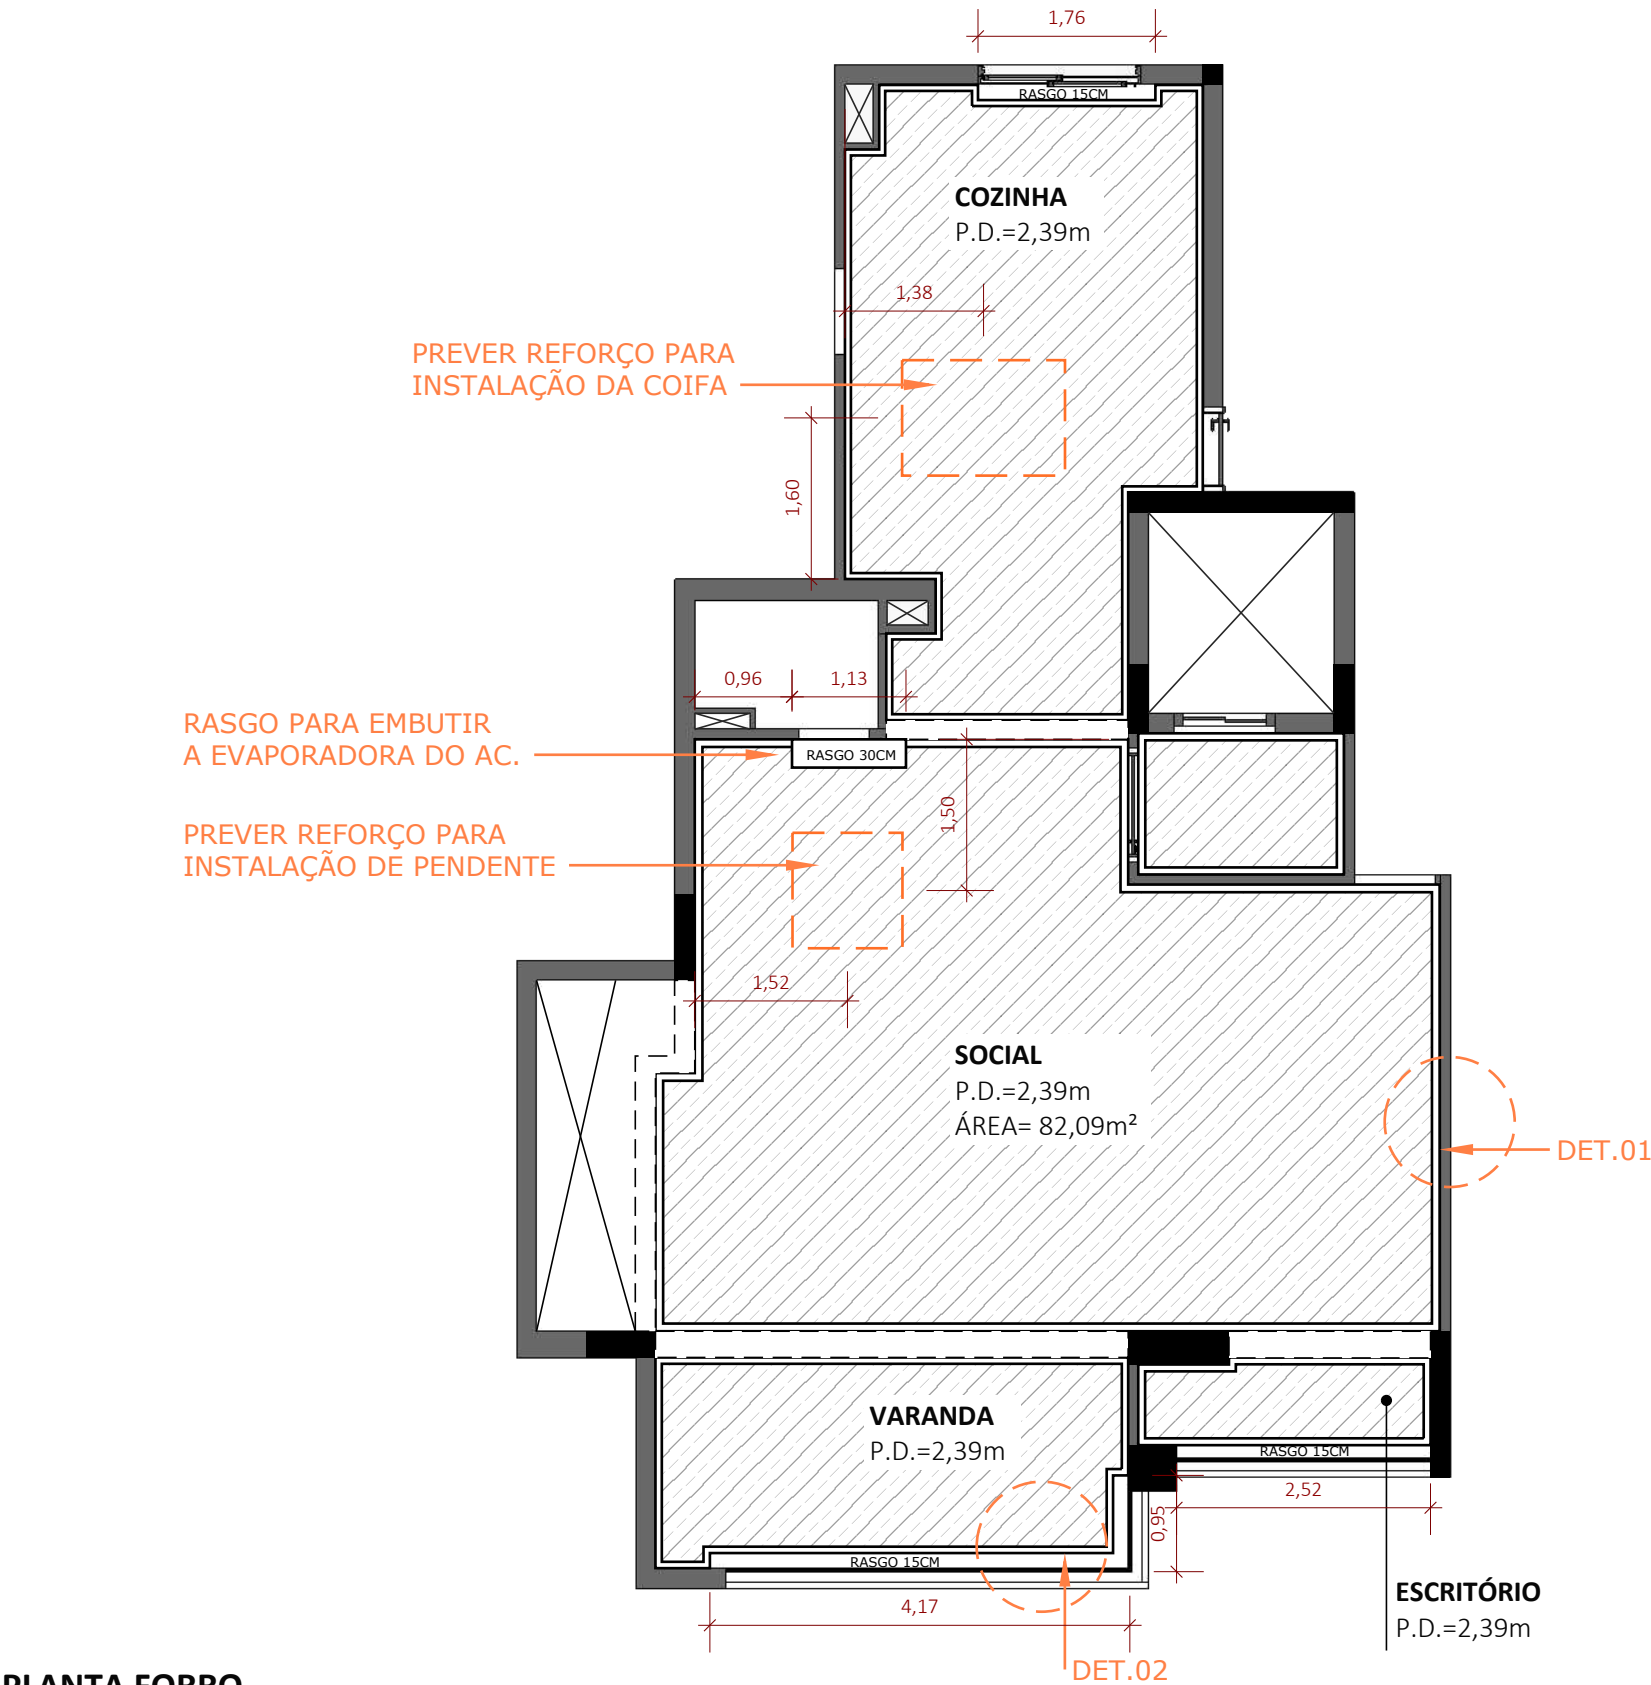 1,76
RASGO 15CM
COZINHA
P.D.=2,39m
1,38
PREVER REFORÇO PARA
INSTALAÇÃO DA COIFA
1,60
0,96
1,13
RASGO PARA EMBUTIR
A EVAPORADORA DO AC.
RASGO 30CM
PREVER REFORÇO PARA
INSTALAÇÃO DE PENDENTE
1,50
1,52
SOCIAL
P.D.=2,39m
ÁREA= 82,09m²
DET.01
VARANDA
P.D.=2,39m
RASGO 15CM
2,52
0,95
RASGO 15CM
4,17
ESCRITÓRIO
P.D.=2,39m
DET.02
PLANTA FORRO